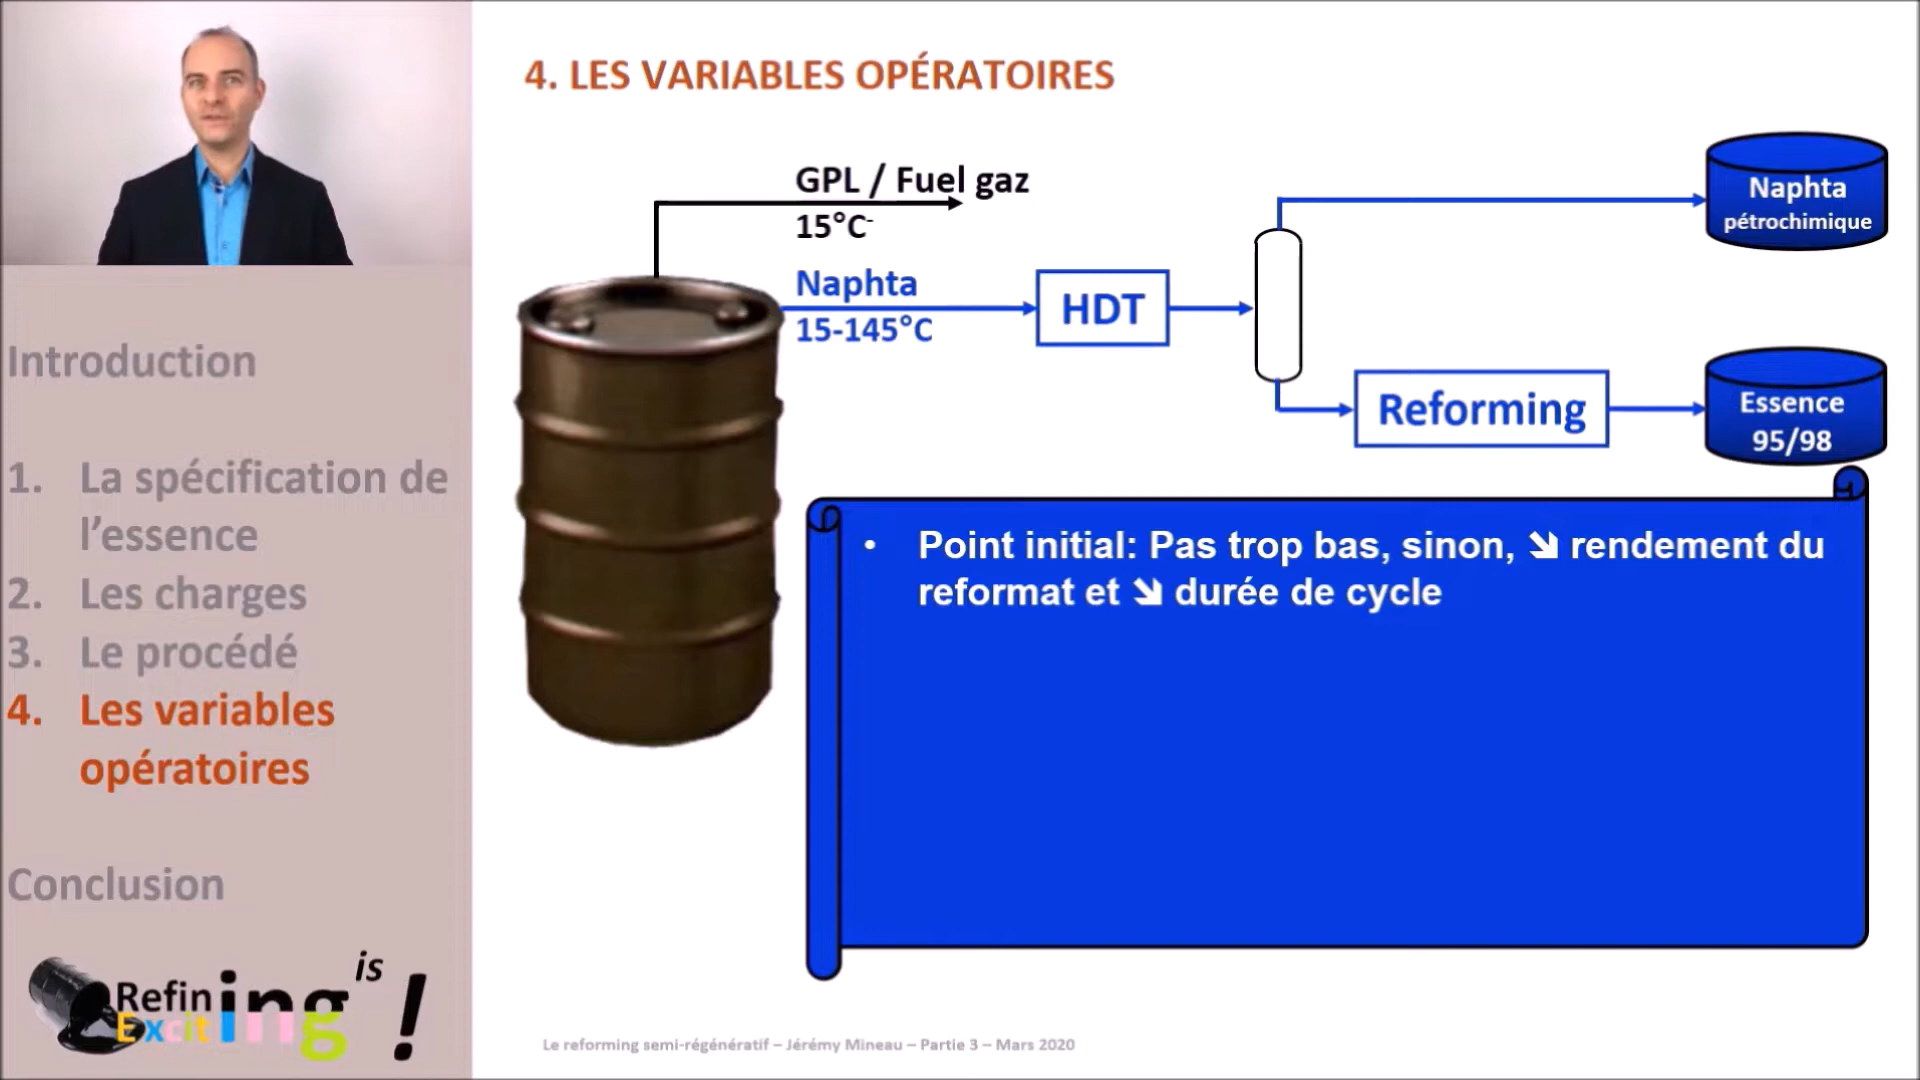 4. LES VARIABLES OPÉRATOIRES
GPL / Fuel gaz
15°C-
Naphta
15-145°C
HDT
Naphta
pétrochimique
Reforming
Essence
95/98
• Point initial: Pas trop bas, sinon, ⬊ rendement du
reformat et ⬊ durée de cycle
Introduction
1. La spécification de
l’essence
2. Les charges
3. Le procédé
4. Les variables
opératoires
Conclusion
Refining is
Exciting !
Le reforming semi-régénératif – Jérémy Mineau – Partie 3 – Mars 2020